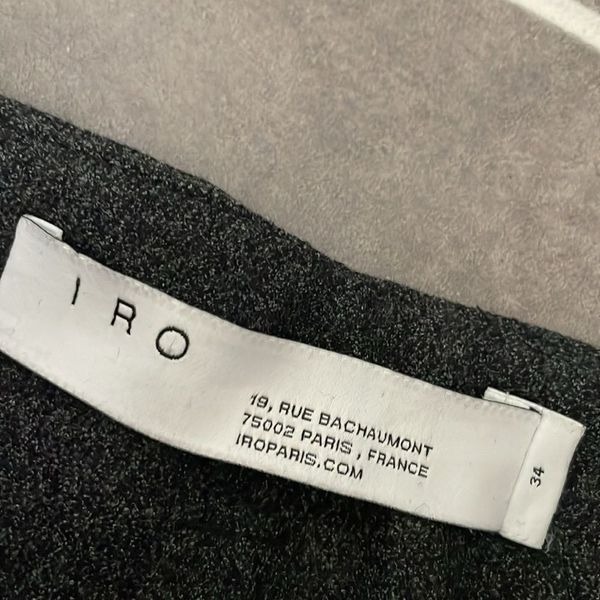 IRO
19, RUE BACHAUMONT
75002 PARIS , FRANCE
IROPARIS.COM
34